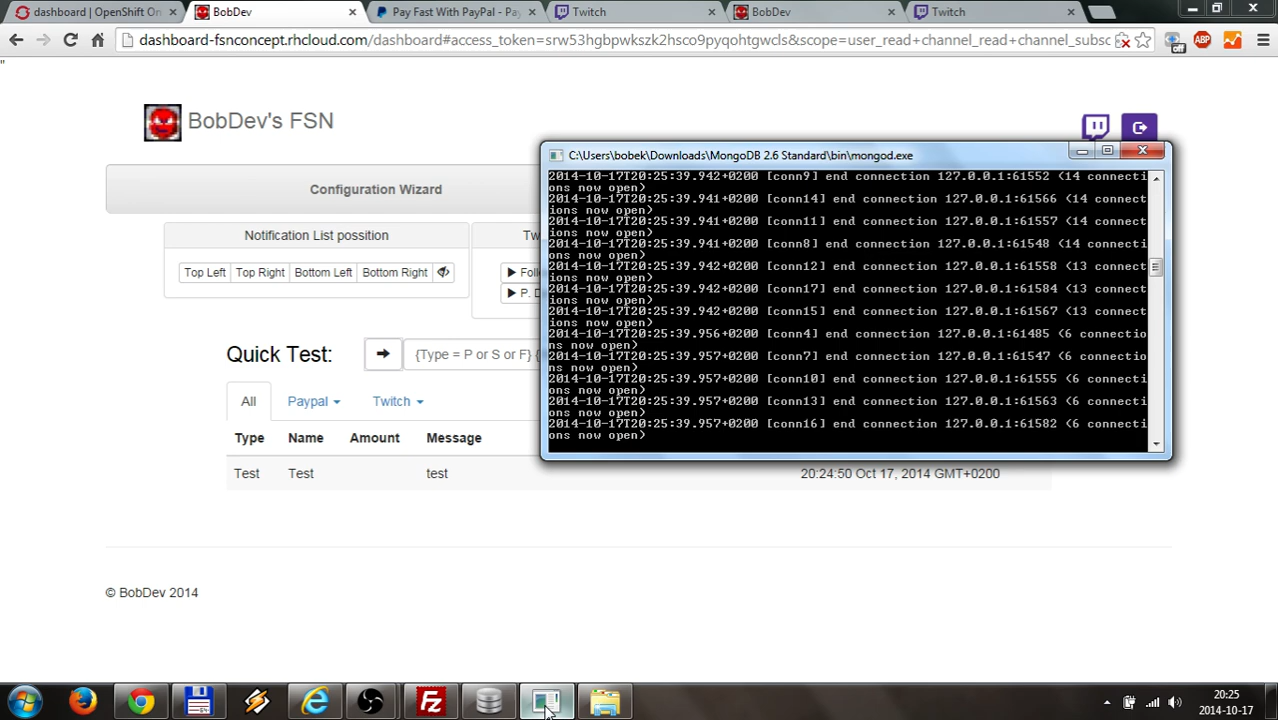 dashboard | OpenShift On
BobDev
Pay Fast With PayPal - Pay
Twitch
BobDev
Twitch
dashboard-fsnconcept.rhcloud.com/dashboard#access_token=srw53hgbpwkszk2hsco9pyqohtgwcls&scope=user_read+channel_read+channel_subsc
off
ABP
"
BobDev's FSN
Configuration Wizard
Notification List possition
Tw
Top Left
Top Right
Bottom Left
Bottom Right
Foll
P. D
Quick Test:
{Type = P or S or F} {
All
Paypal
Twitch
Type
Name
Amount
Message
Test
Test
test
20:24:50 Oct 17, 2014 GMT+0200
© BobDev 2014
C:\Users\bobek\Downloads\MongoDB 2.6 Standard\bin\mongod.exe
2014-10-17T20:25:39.942+0200 [conn9] end connection 127.0.0.1:61552 (14 connecti
ons now open)
2014-10-17T20:25:39.941+0200 [conn14] end connection 127.0.0.1:61566 (14 connect
ions now open)
2014-10-17T20:25:39.941+0200 [conn11] end connection 127.0.0.1:61557 (14 connect
ions now open)
2014-10-17T20:25:39.941+0200 [conn8] end connection 127.0.0.1:61548 (14 connecti
ons now open)
2014-10-17T20:25:39.942+0200 [conn12] end connection 127.0.0.1:61558 (13 connect
ions now open)
2014-10-17T20:25:39.942+0200 [conn17] end connection 127.0.0.1:61584 (13 connect
ions now open)
2014-10-17T20:25:39.942+0200 [conn15] end connection 127.0.0.1:61567 (13 connect
ions now open)
2014-10-17T20:25:39.956+0200 [conn4] end connection 127.0.0.1:61485 (6 connectio
ns now open)
2014-10-17T20:25:39.957+0200 [conn7] end connection 127.0.0.1:61547 (6 connectio
ns now open)
2014-10-17T20:25:39.957+0200 [conn10] end connection 127.0.0.1:61555 (6 connecti
ons now open)
2014-10-17T20:25:39.957+0200 [conn13] end connection 127.0.0.1:61563 (6 connecti
ons now open)
2014-10-17T20:25:39.957+0200 [conn16] end connection 127.0.0.1:61582 (6 connecti
ons now open)
20:25
2014-10-17